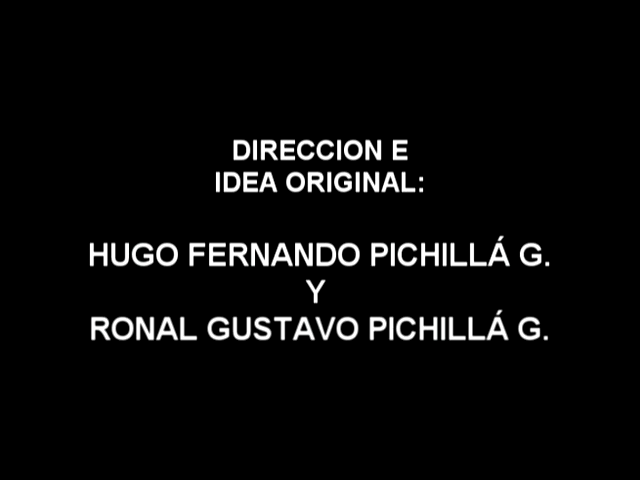 DIRECCION E
IDEA ORIGINAL:
HUGO FERNANDO PICHILLÁ G.
Y
RONAL GUSTAVO PICHILLÁ G.